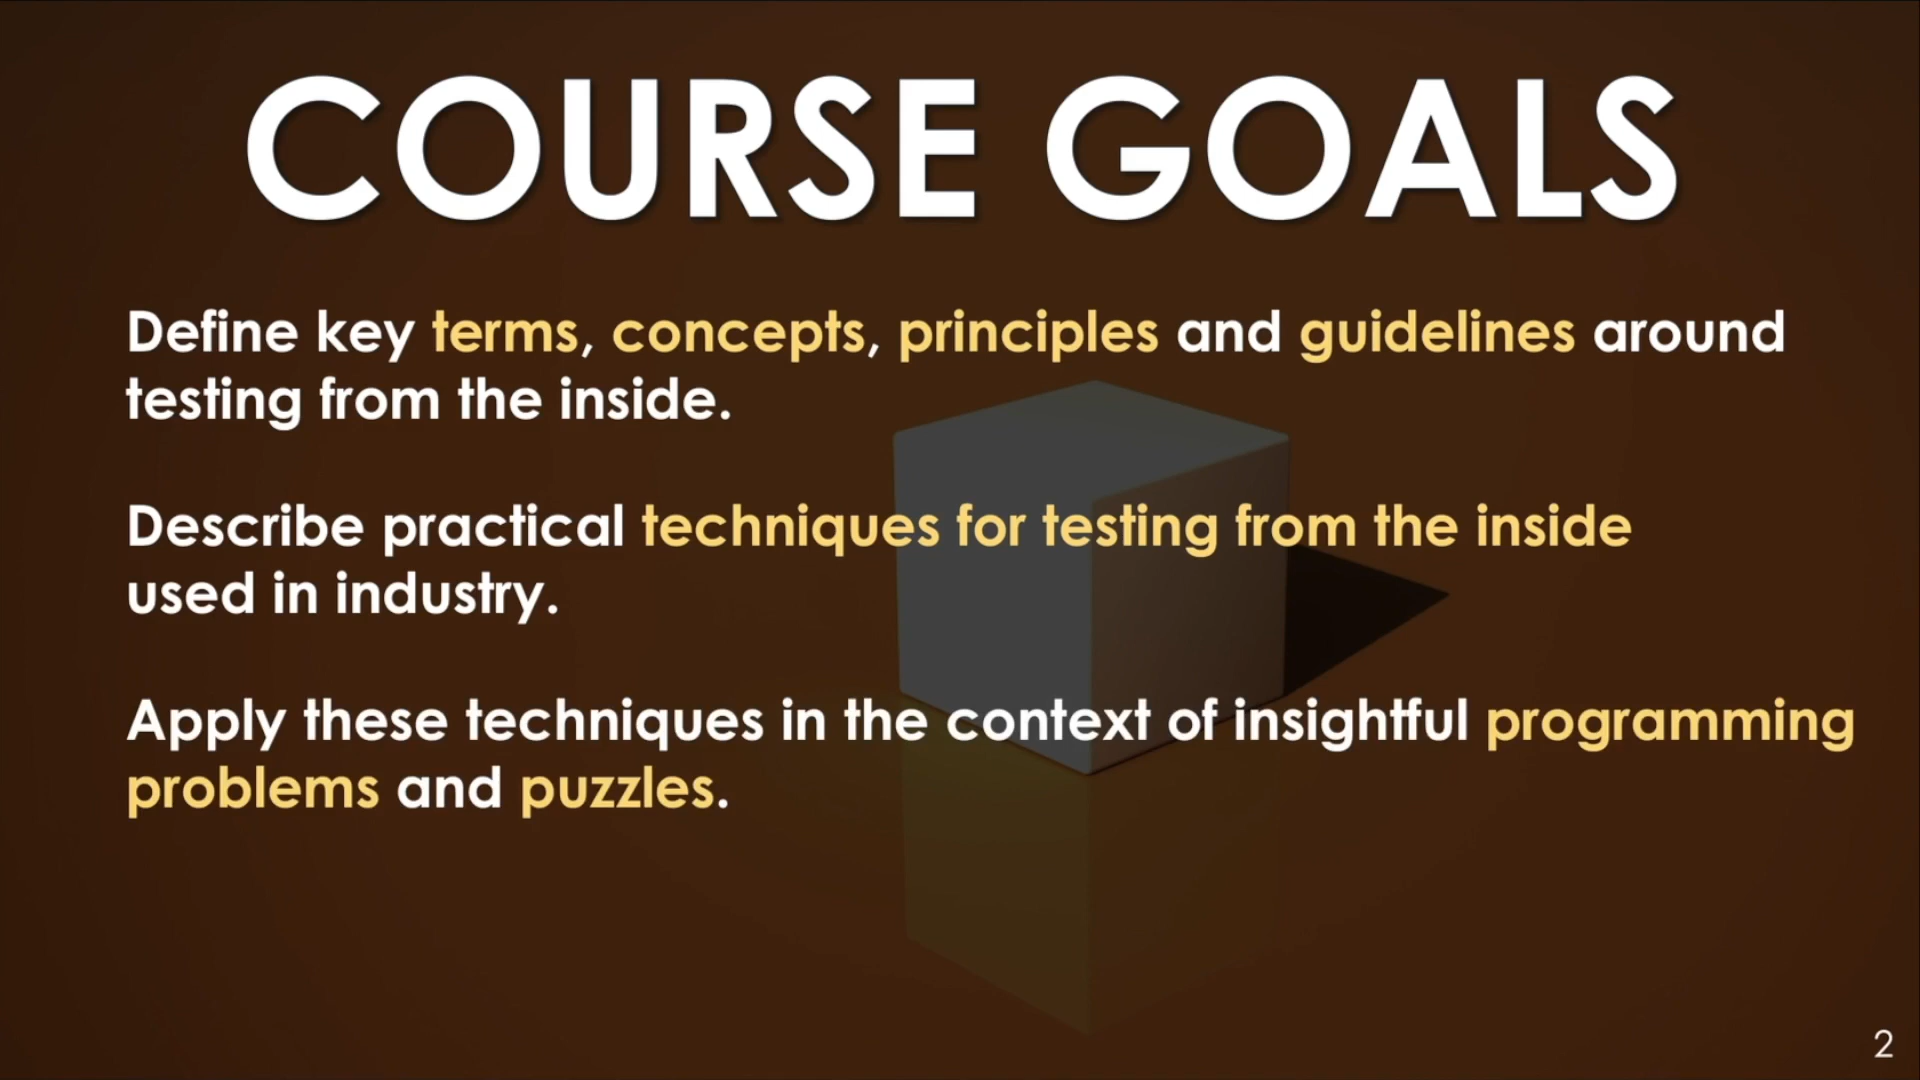 COURSE GOALS
Define key terms, concepts, principles and guidelines around
testing from the inside.
Describe practical techniques for testing from the inside
used in industry.
Apply these techniques in the context of insightful programming
problems and puzzles.
2